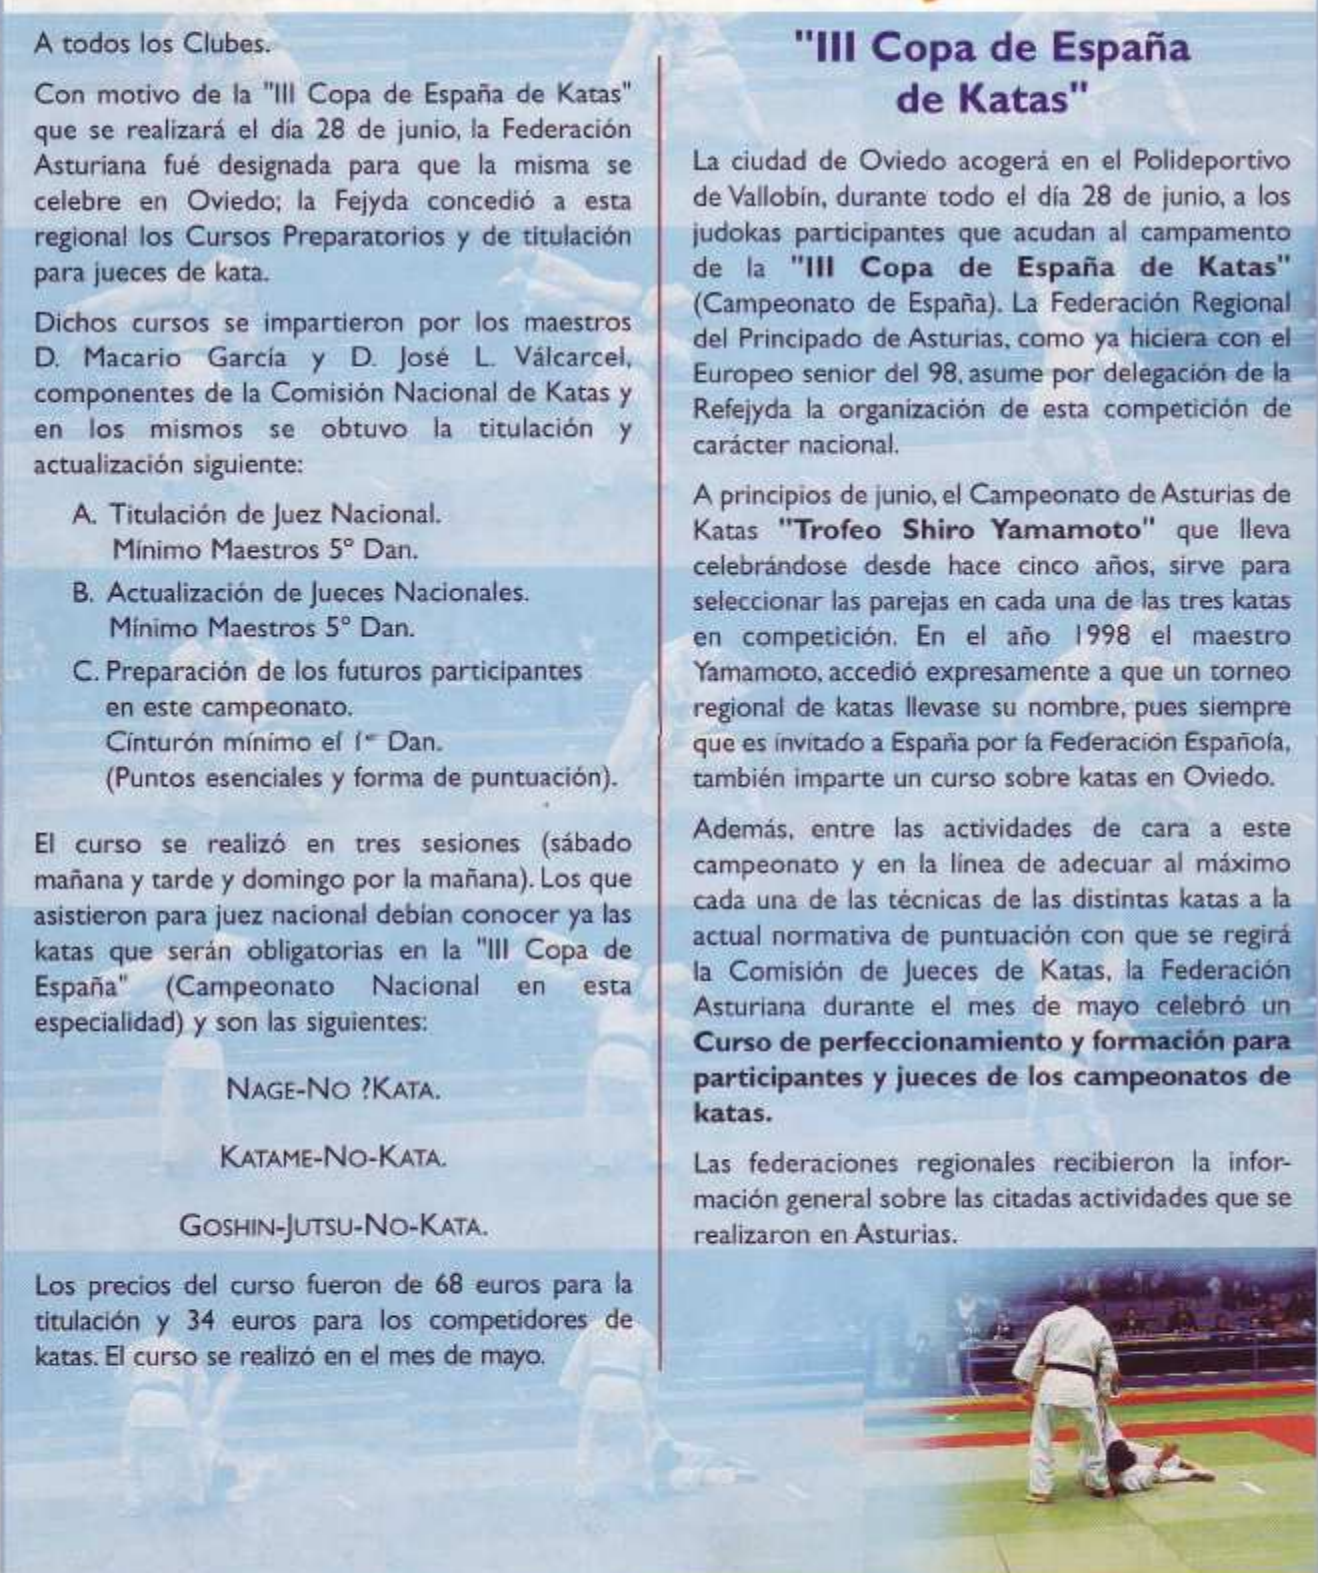 A todos los Clubes.
Con motivo de la "III Copa de España de Katas"
que se realizará el día 28 de junio, la Federación
Asturiana fué designada para que la misma se
celebre en Oviedo; la Fejyda concedió a esta
regional los Cursos Preparatorios y de titulación
para jueces de kata.
Dichos cursos se impartieron por los maestros
D. Macario García y D. José L. Válcarcel,
componentes de la Comisión Nacional de Katas y
en los mismos se obtuvo la titulación y
actualización siguiente:
A. Titulación de Juez Nacional.
Mínimo Maestros 5º Dan.
B. Actualización de Jueces Nacionales.
Mínimo Maestros 5º Dan.
C. Preparación de los futuros participantes
en este campeonato.
Cinturón mínimo el 1er Dan.
(Puntos esenciales y forma de puntuación).
El curso se realizó en tres sesiones (sábado
mañana y tarde y domingo por la mañana). Los que
asistieron para juez nacional debían conocer ya las
katas que serán obligatorias en la "III Copa de
España" (Campeonato Nacional en esta
especialidad) y son las siguientes:
NAGE-NO ?KATA.
KATAME-NO-KATA.
GOSHIN-JUTSU-NO-KATA.
Los precios del curso fueron de 68 euros para la
titulación y 34 euros para los competidores de
katas. El curso se realizó en el mes de mayo.
"III Copa de España
de Katas"
La ciudad de Oviedo acogerá en el Polideportivo
de Vallobín, durante todo el día 28 de junio, a los
judokas participantes que acudan al campamento
de la "III Copa de España de Katas"
(Campeonato de España). La Federación Regional
del Principado de Asturias, como ya hiciera con el
Europeo senior del 98, asume por delegación de la
Refejyda la organización de esta competición de
carácter nacional.
A principios de junio, el Campeonato de Asturias de
Katas "Trofeo Shiro Yamamoto" que lleva
celebrándose desde hace cinco años, sirve para
seleccionar las parejas en cada una de las tres katas
en competición. En el año 1998 el maestro
Yamamoto, accedió expresamente a que un torneo
regional de katas llevase su nombre, pues siempre
que es invitado a España por la Federación Española,
también imparte un curso sobre katas en Oviedo.
Además, entre las actividades de cara a este
campeonato y en la línea de adecuar al máximo
cada una de las técnicas de las distintas katas a la
actual normativa de puntuación con que se regirá
la Comisión de Jueces de Katas, la Federación
Asturiana durante el mes de mayo celebró un
Curso de perfeccionamiento y formación para
participantes y jueces de los campeonatos de
katas.
Las federaciones regionales recibieron la infor-
mación general sobre las citadas actividades que se
realizaron en Asturias.